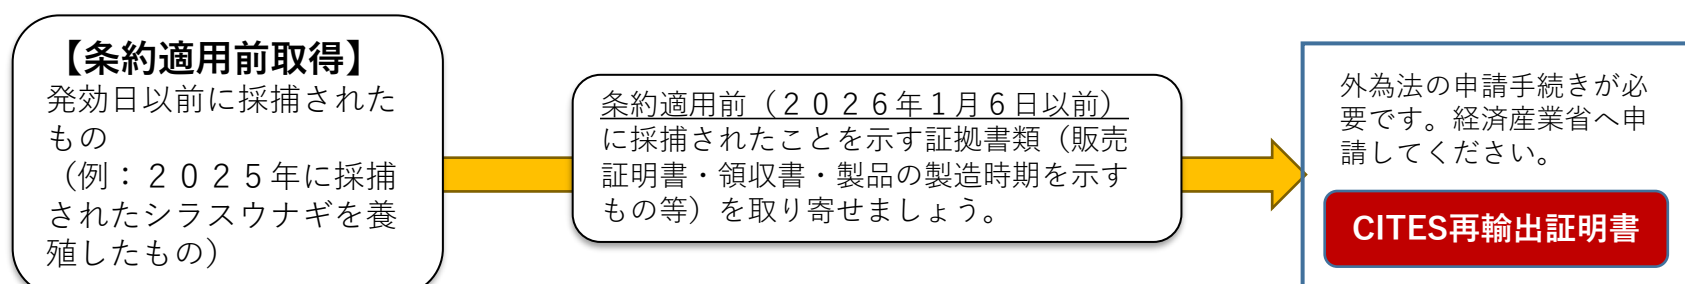 【条約適用前取得】
発効日以前に採捕された
もの
（例：２０２５年に採捕
されたシラスウナギを養
殖したもの）
条約適用前（２０２６年１月６日以前）
に採捕されたことを示す証拠書類（販売
証明書・領収書・製品の製造時期を示す
もの等）を取り寄せましょう。
外為法の申請手続きが必
要です。経済産業省へ申
請してください。
CITES再輸出証明書